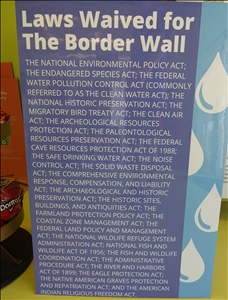 Laws Waived for
The Border Wall
THE NATIONAL ENVIRONMENTAL POLICY ACT;
THE ENDANGERED SPECIES ACT; THE FEDERAL
WATER POLLUTION CONTROL ACT (COMMONLY
REFERRED TO AS THE CLEAN WATER ACT); THE
NATIONAL HISTORIC PRESERVATION ACT; THE
MIGRATORY BIRD TREATY ACT; THE CLEAN AIR
ACT; THE ARCHEOLOGICAL RESOURCES
PROTECTION ACT; THE PALEONTOLOGICAL
RESOURCES PRESERVATION ACT; THE FEDERAL
CAVE RESOURCES PROTECTION ACT OF 1988;
THE SAFE DRINKING WATER ACT; THE NOISE
CONTROL ACT; THE SOLID WASTE DISPOSAL
ACT; THE COMPREHENSIVE ENVIRONMENTAL
RESPONSE, COMPENSATION, AND LIABILITY
ACT; THE ARCHAEOLOGICAL AND HISTORIC
PRESERVATION ACT; THE HISTORIC SITES,
BUILDINGS, AND ANTIQUITIES ACT; THE
FARMLAND PROTECTION POLICY ACT; THE
COASTAL ZONE MANAGEMENT ACT; THE
FEDERAL LAND POLICY AND MANAGEMENT
ACT; THE NATIONAL WILDLIFE REFUGE SYSTEM
ADMINISTRATION ACT; NATIONAL FISH AND
WILDLIFE ACT OF 1956; THE FISH AND WILDLIFE
COORDINATION ACT; THE ADMINISTRATIVE
PROCEDURE ACT; THE RIVER AND HARBORS
ACT OF 1899; THE EAGLE PROTECTION ACT;
THE NATIVE AMERICAN GRAVES PROTECTION
AND REPATRIATION ACT; AND THE AMERICAN
INDIAN RELIGIOUS FREEDOM ACT